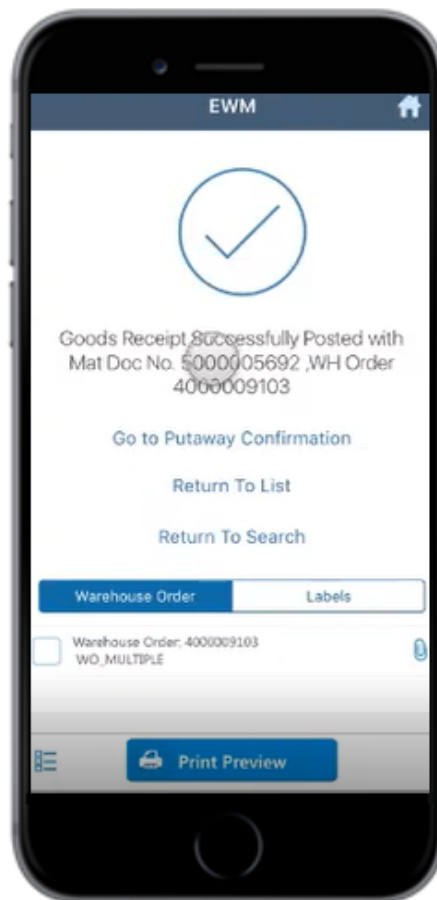 EWM
Goods Receipt Successfully Posted with
Mat Doc No. 5000005692 ,WH Order
4000009103
Go to Putaway Confirmation
Return To List
Return To Search
Warehouse Order
Labels
Warehouse Order: 4000009103
WO_MULTIPLE
Print Preview